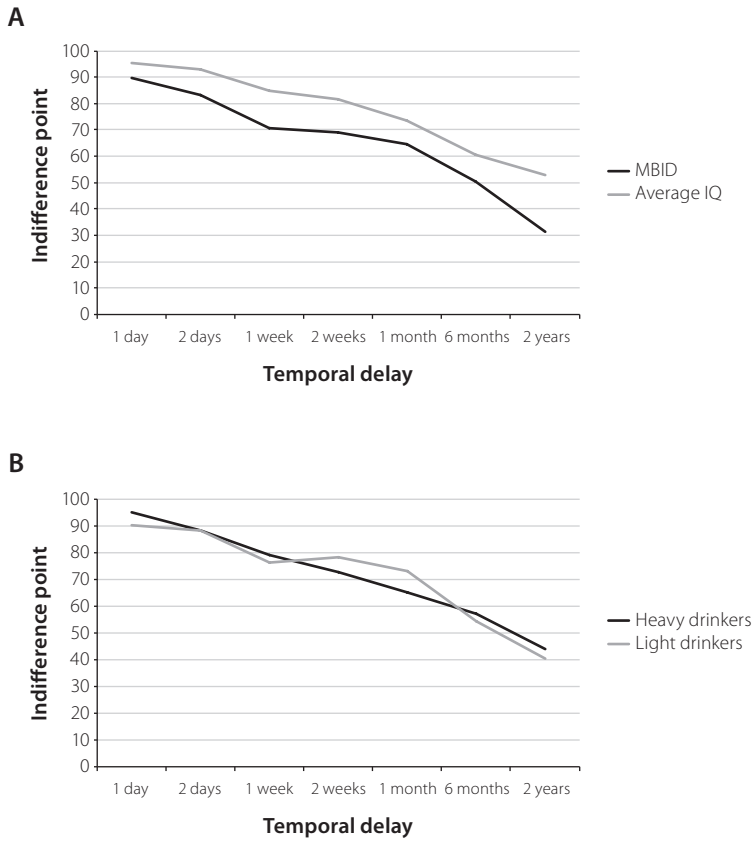 A
100
90
80
70
60
50
40
30
20
10
0
Indifference point
1 day 2 days 1 week 2 weeks 1 month 6 months 2 years
Temporal delay
MBID
Average IQ
B
100
90
80
70
60
50
40
30
20
10
0
Indifference point
1 day 2 days 1 week 2 weeks 1 month 6 months 2 years
Temporal delay
Heavy drinkers
Light drinkers